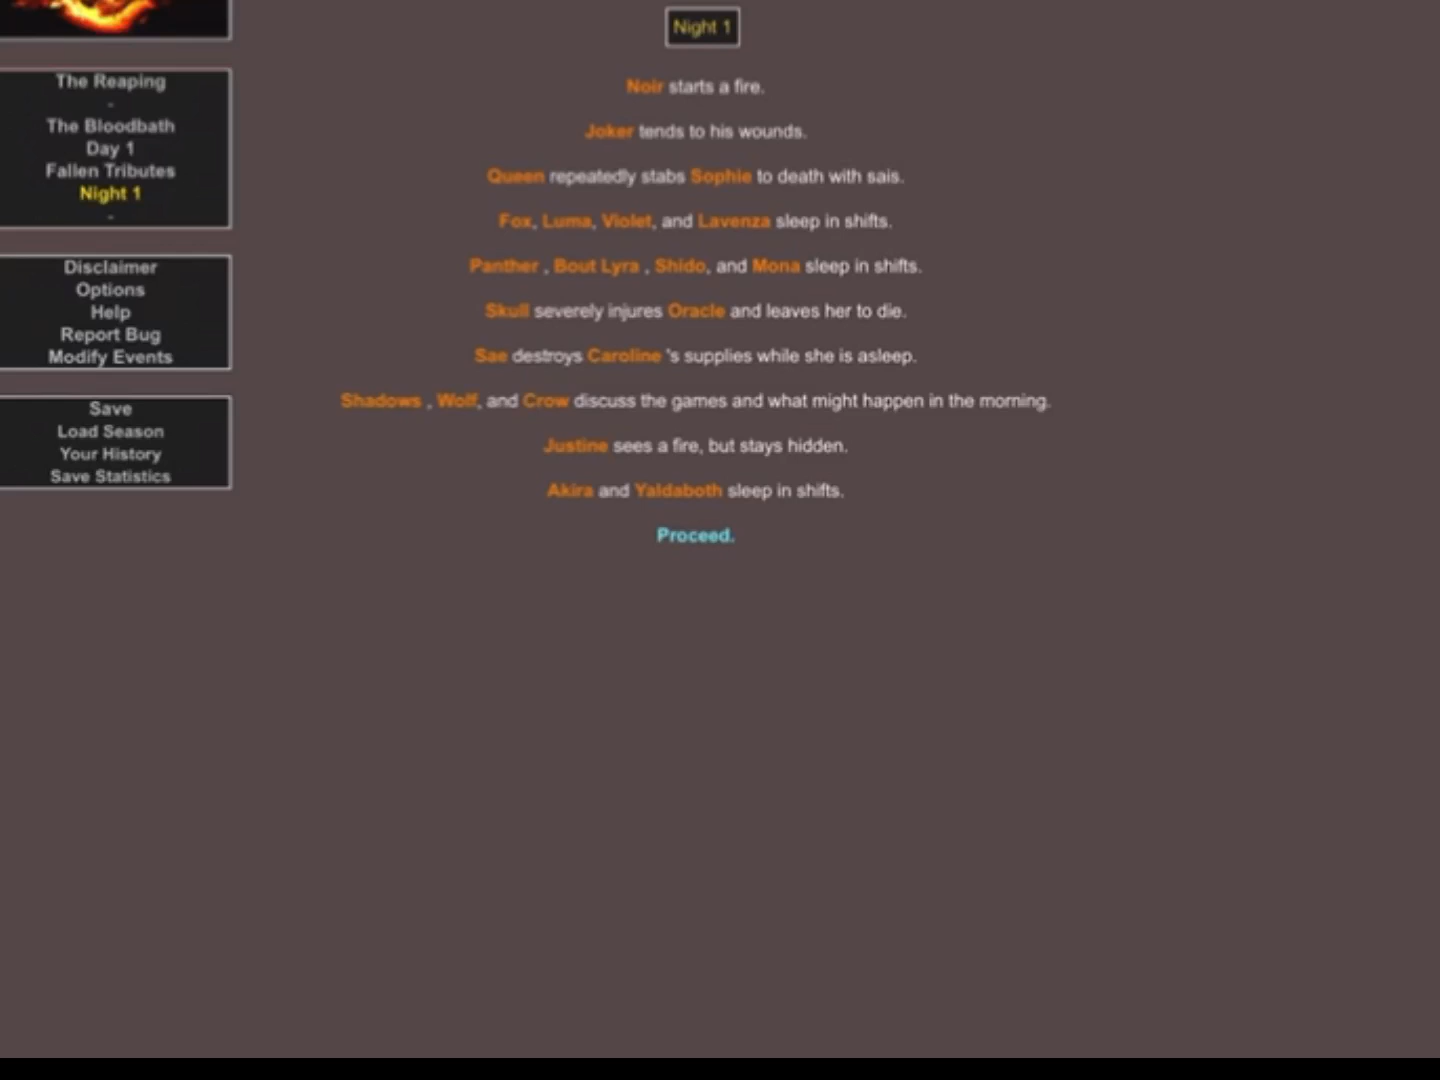 The Reaping
-
The Bloodbath
Day 1
Fallen Tributes
Night 1
-
Disclaimer
Options
Help
Report Bug
Modify Events
Save
Load Season
Your History
Save Statistics
Night 1
Noir starts a fire.
Joker tends to his wounds.
Queen repeatedly stabs Sophie to death with sais.
Fox, Luma, Violet, and Lavenza sleep in shifts.
Panther , Bout Lyra , Shido, and Mona sleep in shifts.
Skull severely injures Oracle and leaves her to die.
Sae destroys Caroline 's supplies while she is asleep.
Shadows , Wolf, and Crow discuss the games and what might happen in the morning.
Justine sees a fire, but stays hidden.
Akira and Yaldaboth sleep in shifts.
Proceed.